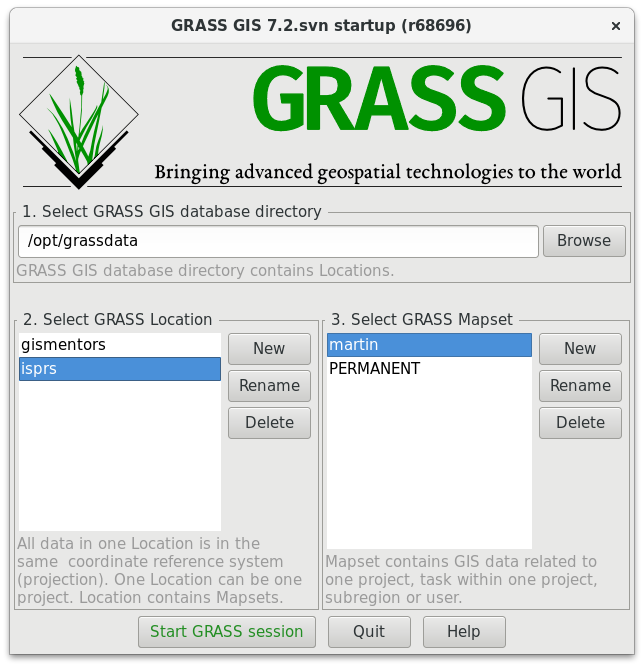 GRASS GIS 7.2.svn startup (r68696)
GRASS GIS
Bringing advanced geospatial technologies to the world
1. Select GRASS GIS database directory
/opt/grassdata
Browse
GRASS GIS database directory contains Locations.
2. Select GRASS Location
gismentors
isprs
New
Rename
Delete
All data in one Location is in the
same  coordinate reference system
(projection). One Location can be one
project. Location contains Mapsets.
3. Select GRASS Mapset
martin
PERMANENT
New
Rename
Delete
Mapset contains GIS data related to
one project, task within one project,
subregion or user.
Start GRASS session
Quit
Help